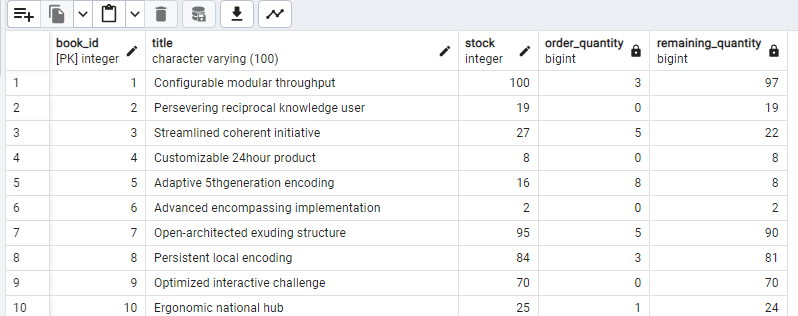 book_id title stock order_quantity remaining_quantity
[PK] integer character varying (100) integer bigint bigint
1 1 Configurable modular throughput 100 3 97
2 2 Persevering reciprocal knowledge user 19 0 19
3 3 Streamlined coherent initiative 27 5 22
4 4 Customizable 24hour product 8 0 8
5 5 Adaptive 5thgeneration encoding 16 8 8
6 6 Advanced encompassing implementation 2 0 2
7 7 Open-architected exuding structure 95 5 90
8 8 Persistent local encoding 84 3 81
9 9 Optimized interactive challenge 70 0 70
10 10 Ergonomic national hub 25 1 24